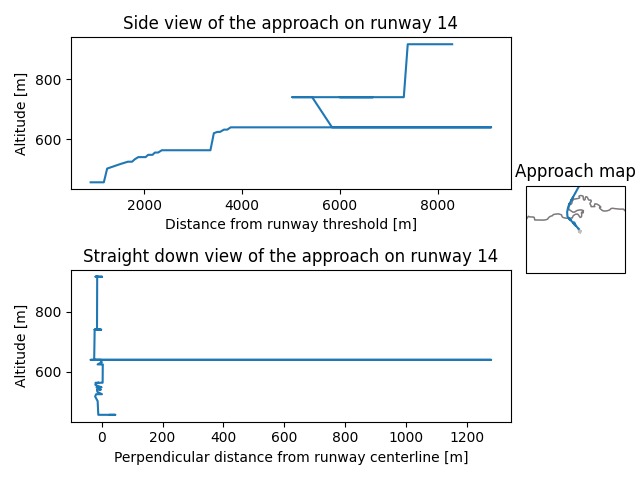 Side view of the approach on runway 14
Altitude [m]
800
600
2000
4000
6000
8000
Distance from runway threshold [m]
Approach map
Straight down view of the approach on runway 14
Altitude [m]
800
600
0
200
400
600
800
1000
1200
Perpendicular distance from runway centerline [m]